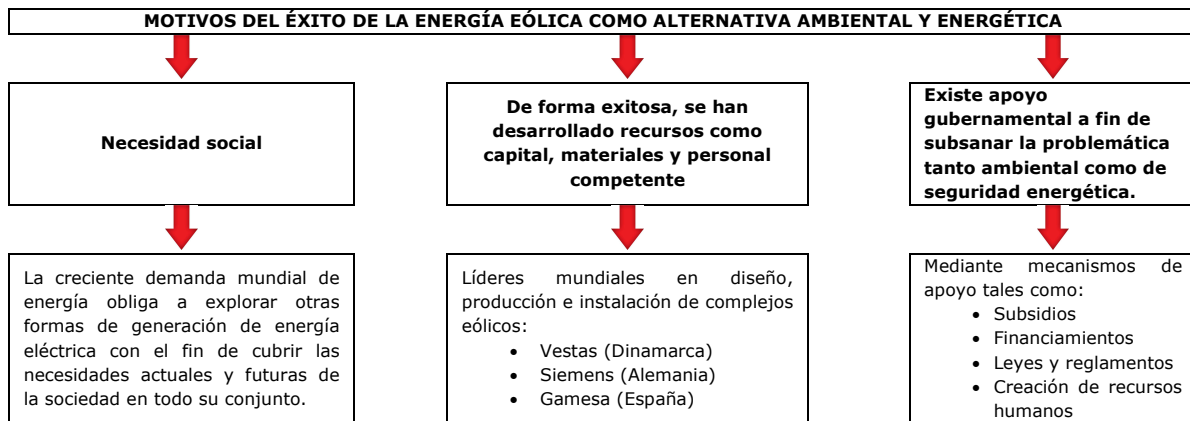 MOTIVOS DEL ÉXITO DE LA ENERGÍA EÓLICA COMO ALTERNATIVA AMBIENTAL Y ENERGÉTICA
Necesidad social
De forma exitosa, se han
desarrollado recursos como
capital, materiales y personal
competente
Existe apoyo
gubernamental a fin de
subsanar la problemática
tanto ambiental como de
seguridad energética.
La creciente demanda mundial de
energía obliga a explorar otras
formas de generación de energía
eléctrica con el fin de cubrir las
necesidades actuales y futuras de
la sociedad en todo su conjunto.
Líderes mundiales en diseño,
producción e instalación de complejos
eólicos:
• Vestas (Dinamarca)
• Siemens (Alemania)
• Gamesa (España)
Mediante mecanismos de
apoyo tales como:
• Subsidios
• Financiamientos
• Leyes y reglamentos
• Creación de recursos
humanos